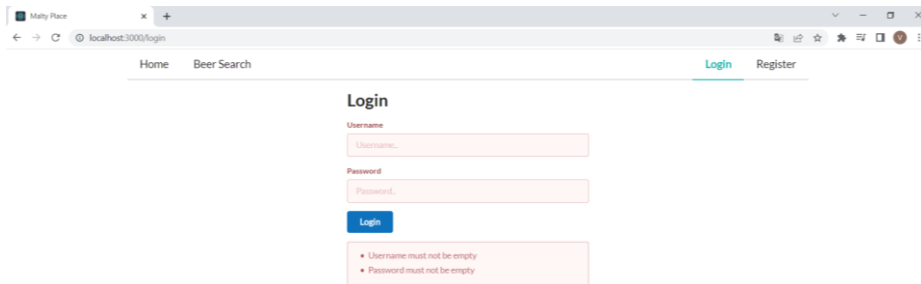 Malty Place
localhost:3000/login
V
Home Beer Search Login Register
Login
Username
Username..
Password
Password..
Login
Username must not be empty
Password must not be empty